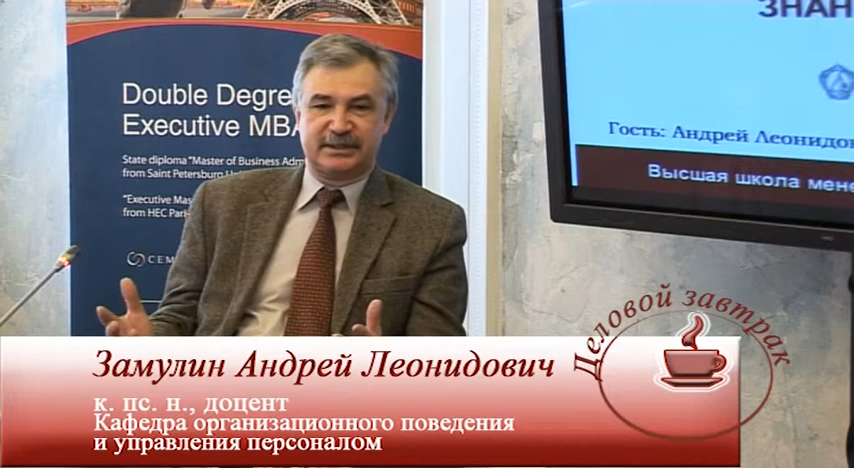 Double Degre
Executive MBA
State diploma "Master of Business Adm
from Saint Petersburg
"Executive Mas
from HEC Pari
CEM
ЗНАН
Гость: Андрей Леонидов
Высшая школа мене
Деловой завтрак
Замулин Андрей Леонидович
к. пс. н., доцент
Кафедра организационного поведения
и управления персоналом